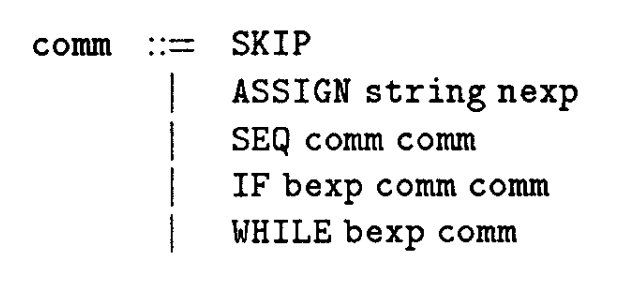 comm ::= SKIP
| ASSIGN string nexp
| SEQ comm comm
| IF bexp comm comm
| WHILE bexp comm